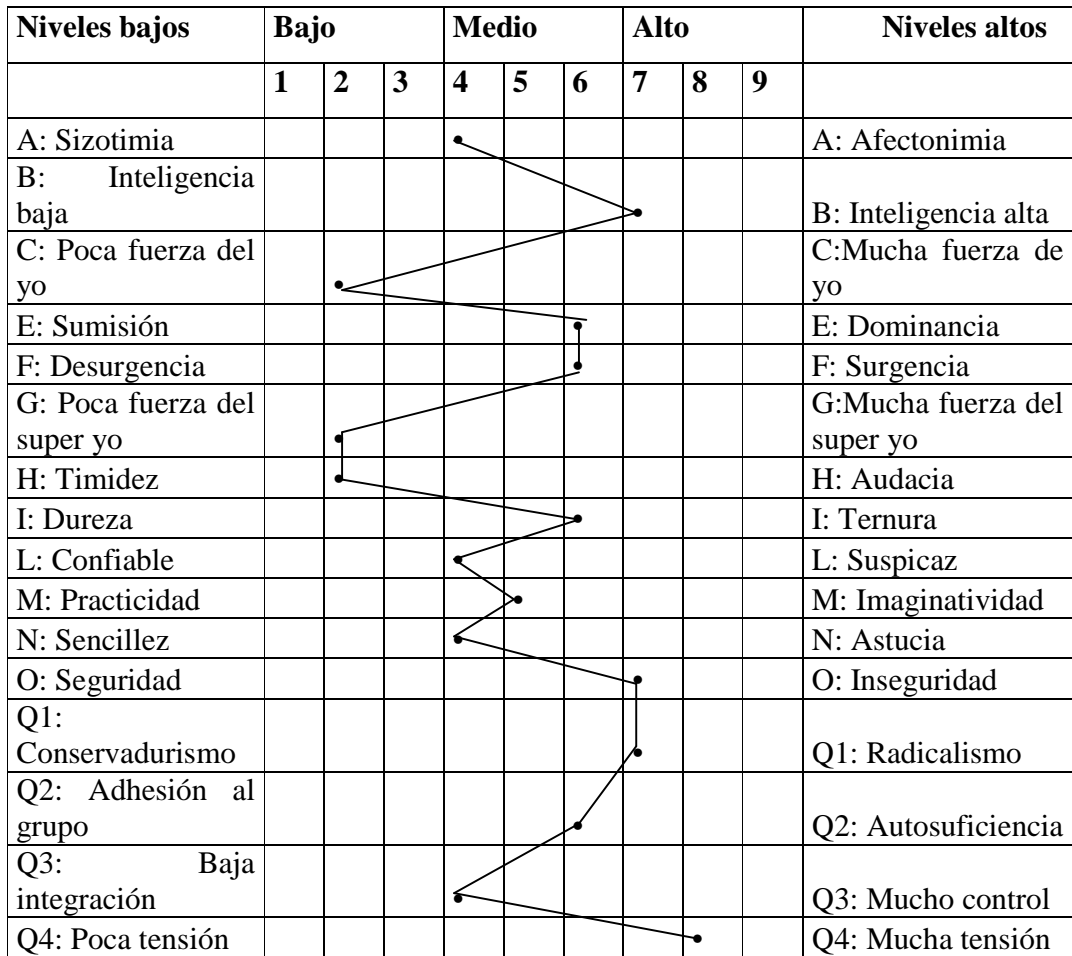 Niveles bajos Bajo Medio Alto Niveles altos
1 2 3 4 5 6 7 8 9
A: Sizotimia A: Afectonimia
B: Inteligencia
baja B: Inteligencia alta
C: Poca fuerza del C:Mucha fuerza de
yo yo
E: Sumisión E: Dominancia
F: Desurgencia F: Surgencia
G: Poca fuerza del G:Mucha fuerza del
super yo super yo
H: Timidez H: Audacia
I: Dureza I: Ternura
L: Confiable L: Suspicaz
M: Practicidad M: Imaginatividad
N: Sencillez N: Astucia
O: Seguridad O: Inseguridad
Q1:
Conservadurismo Q1: Radicalismo
Q2: Adhesión al
grupo Q2: Autosuficiencia
Q3: Baja
integración Q3: Mucho control
Q4: Poca tensión Q4: Mucha tensión